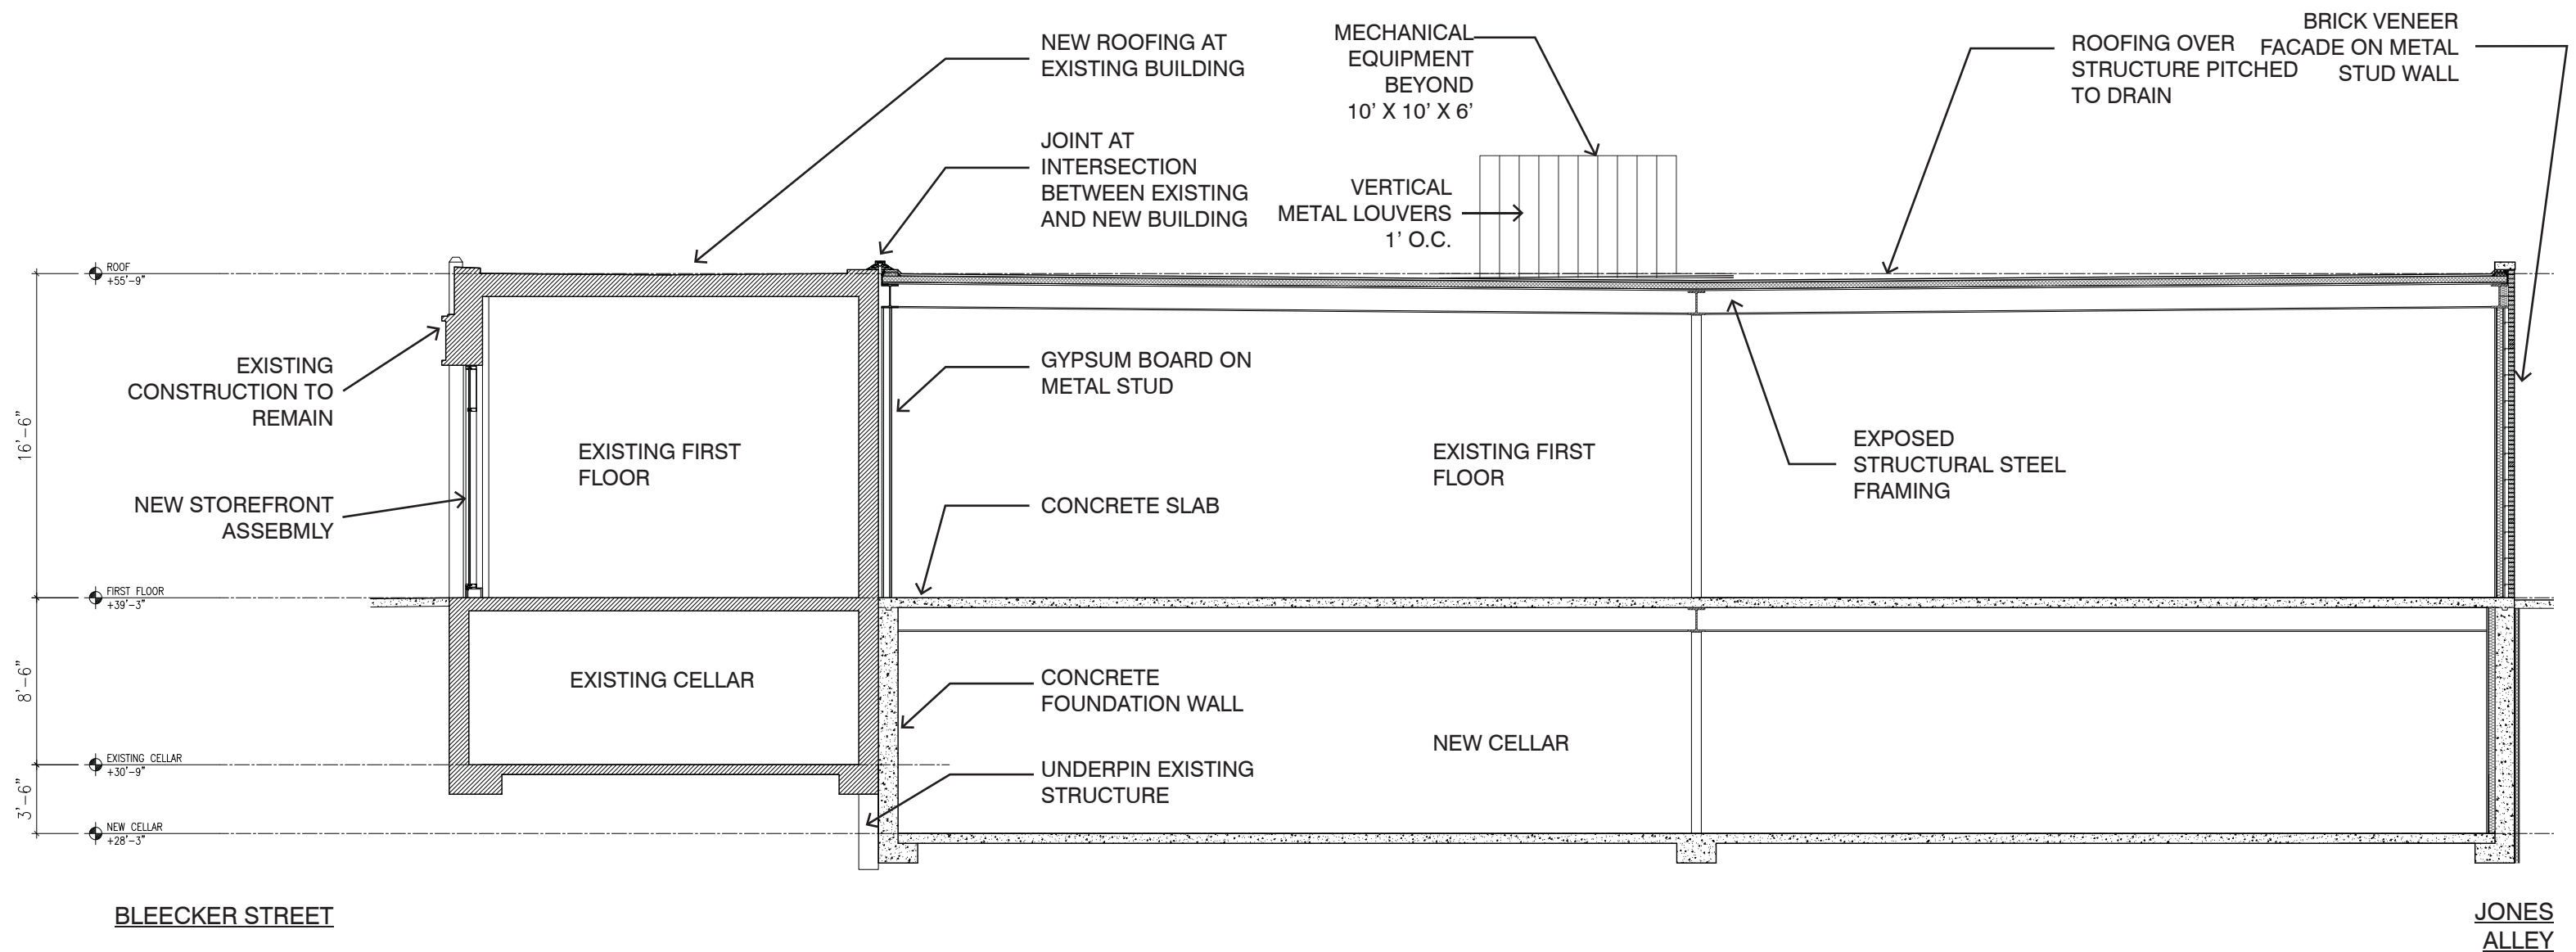 NEW ROOFING AT
EXISTING BUILDING
JOINT AT
INTERSECTION
BETWEEN EXISTING
AND NEW BUILDING
MECHANICAL
EQUIPMENT
BEYOND
10’ X 10’ X 6’
VERTICAL
METAL LOUVERS
1’ O.C.
ROOFING OVER
STRUCTURE PITCHED
TO DRAIN
BRICK VENEER
FACADE ON METAL
STUD WALL
ROOF
+55'-9"
EXISTING
CONSTRUCTION TO
REMAIN
NEW STOREFRONT
ASSEBMLY
16'-6"
EXISTING FIRST
FLOOR
GYPSUM BOARD ON
METAL STUD
CONCRETE SLAB
EXISTING FIRST
FLOOR
EXPOSED
STRUCTURAL STEEL
FRAMING
FIRST FLOOR
+39'-3"
8'-6"
EXISTING CELLAR
CONCRETE
FOUNDATION WALL
NEW CELLAR
EXISTING CELLAR
+30'-9"
UNDERPIN EXISTING
STRUCTURE
3'-6"
NEW CELLAR
+28'-3"
BLEECKER STREET
JONES
ALLEY